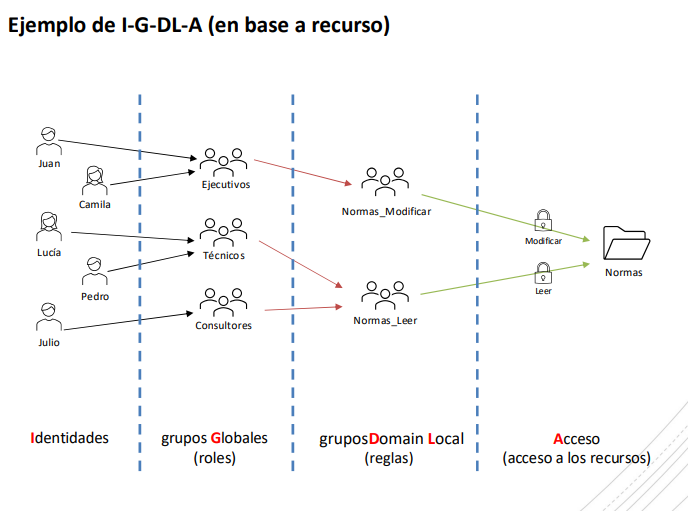 Ejemplo de I-G-DL-A (en base a recurso)
Juan
Camila
Lucía
Pedro
Julio
Ejecutivos
Técnicos
Consultores
Normas_Modificar
Normas_Leer
Modificar
Leer
Normas
Identidades
grupos Globales
(roles)
gruposDomain Local
(reglas)
Acceso
(acceso a los recursos)